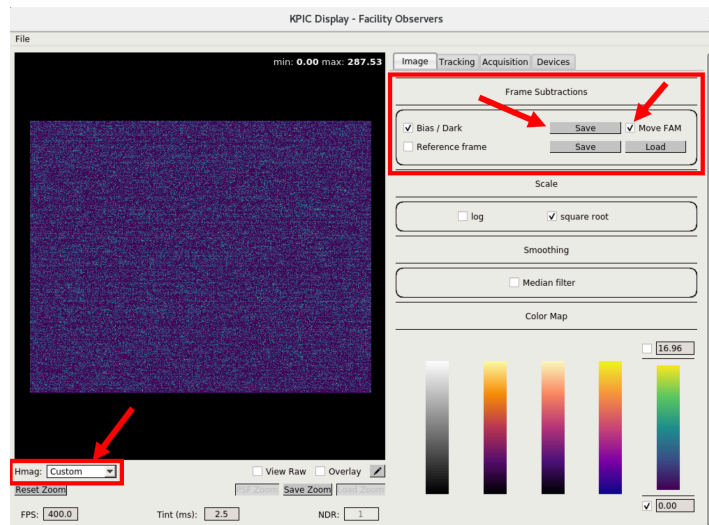 KPIC Display - Facility Observers
File
min: 0.00 max: 287.53
Image Tracking Acquisition Devices
Frame Subtractions
Bias / Dark Save Move FAM
Reference frame Save Load
Scale
log square root
Smoothing
Median filter
Color Map
16.96
0.00
Hmag: Custom
View Raw Overlay
Reset Zoom Save Zoom Load Zoom
FPS: 400.0 Tint (ms): 2.5 NDR: 1